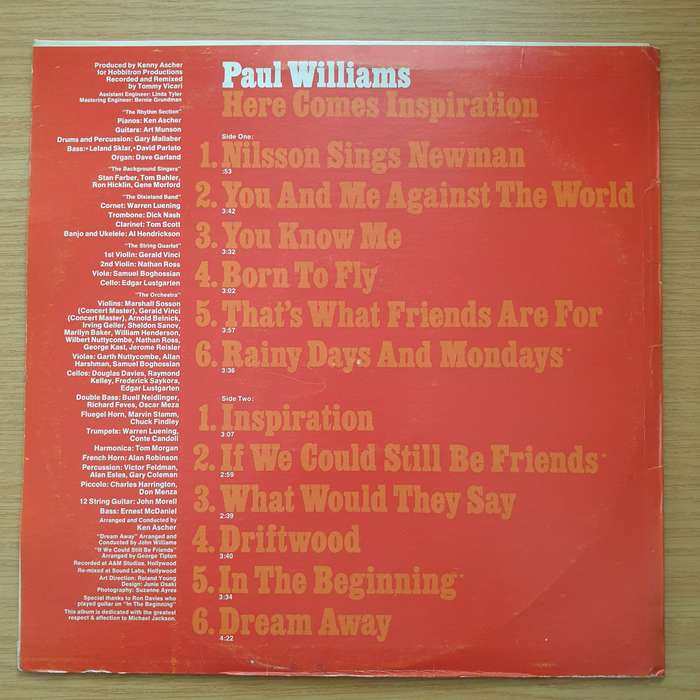 Produced by Kenny Ascher
for Hobbitron Productions
Recorded and Remixed
by Tommy Vicari
Assistant Engineer: Linda Tyler
Mastering Engineer: Bernie Grundman
"The Rhythm Section"
Pianos: Ken Ascher
Guitars: Art Munson
Drums and Percussion: Gary Mallaber
Bass: Leland Sklar, David Parlato
Organ: Dave Garland
"The Background Singers"
Stan Farber, Tom Bahler,
Ron Hicklin, Gene Morford
"The Dixieland Band"
Cornet: Warren Luening
Trombone: Dick Nash
Clarinet: Tom Scott
Banjo and Ukelele: Al Hendrickson
"The String Quartet"
1st Violin: Gerald Vinci
2nd Violin: Nathan Ross
Viola: Samuel Boghossian
Cello: Edgar Lustgarten
"The Orchestra"
Violins: Marshall Sosson
(Concert Master), Gerald Vinci
(Concert Master), Arnold Belnick,
Irving Geller, Sheldon Sanov,
Marilyn Baker, William Henderson,
Wilbert Nuttycombe, Nathan Ross,
George Kast, Jerome Reisler
Violas: Garth Nuttycombe, Allan
Harshman, Samuel Boghossian
Cellos: Douglas Davies, Raymond
Kelley, Frederick Seykora,
Edgar Lustgarten
Double Bass: Buell Neidlinger,
Richard Feves, Oscar Meza
Fluegel Horn, Marvin Stamm,
Chuck Findley
Trumpets: Warren Luening,
Conte Candoli
Harmonica: Tom Morgan
French Horn: Alan Robinson
Percussion: Victor Feldman,
Alan Estes, Gary Coleman
Piccolo: Charles Harrington,
Don Menza
12 String Guitar: John Morell
Bass: Ernest McDaniel
Arranged and Conducted by
Ken Ascher
"Dream Away" Arranged and
Conducted by John Williams
"If We Could Still Be Friends"
Arranged by George Tipton
Recorded at A&M Studios, Hollywood
Re-mixed at Sound Labs, Hollywood
Art Direction: Roland Young
Design: Junie Osaki
Photography: Suzanne Ayres
Special thanks to Ron Davies who
played guitar on "In The Beginning"
This album is dedicated with the greatest
respect & affection to Michael Jackson.
Paul Williams
Here Comes Inspiration
Side One:
1. Nilsson Sings Newman
:53
2. You And Me Against The World
3:42
3. You Know Me
3:32
4. Born To Fly
3:02
5. That's What Friends Are For
3:57
6. Rainy Days And Mondays
3:36
Side Two:
1. Inspiration
3:07
2. If We Could Still Be Friends
2:59
3. What Would They Say
2:39
4. Driftwood
3:40
5. In The Beginning
3:34
6. Dream Away
4:22